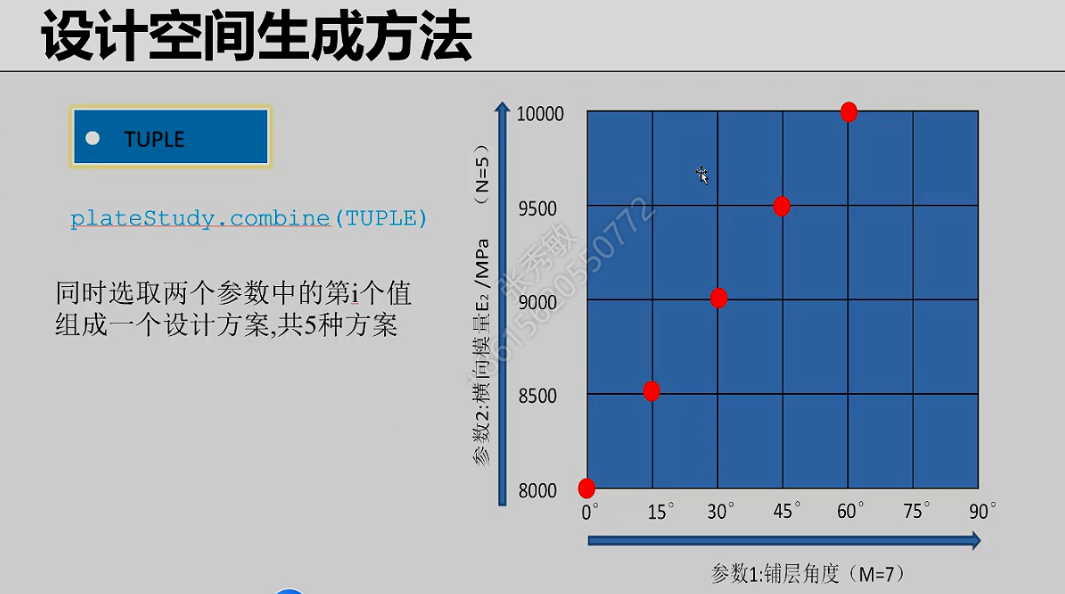 设计空间生成方法
TUPLE
plateStudy.combine(TUPLE)
同时选取两个参数中的第i个值
组成一个设计方案,共5种方案
参数2:横向模量E₂ /MPa （N=5）
10000
9500
9000
8500
8000
0° 15° 30° 45° 60° 75° 90°
参数1:铺层角度（M=7）
张秀敏